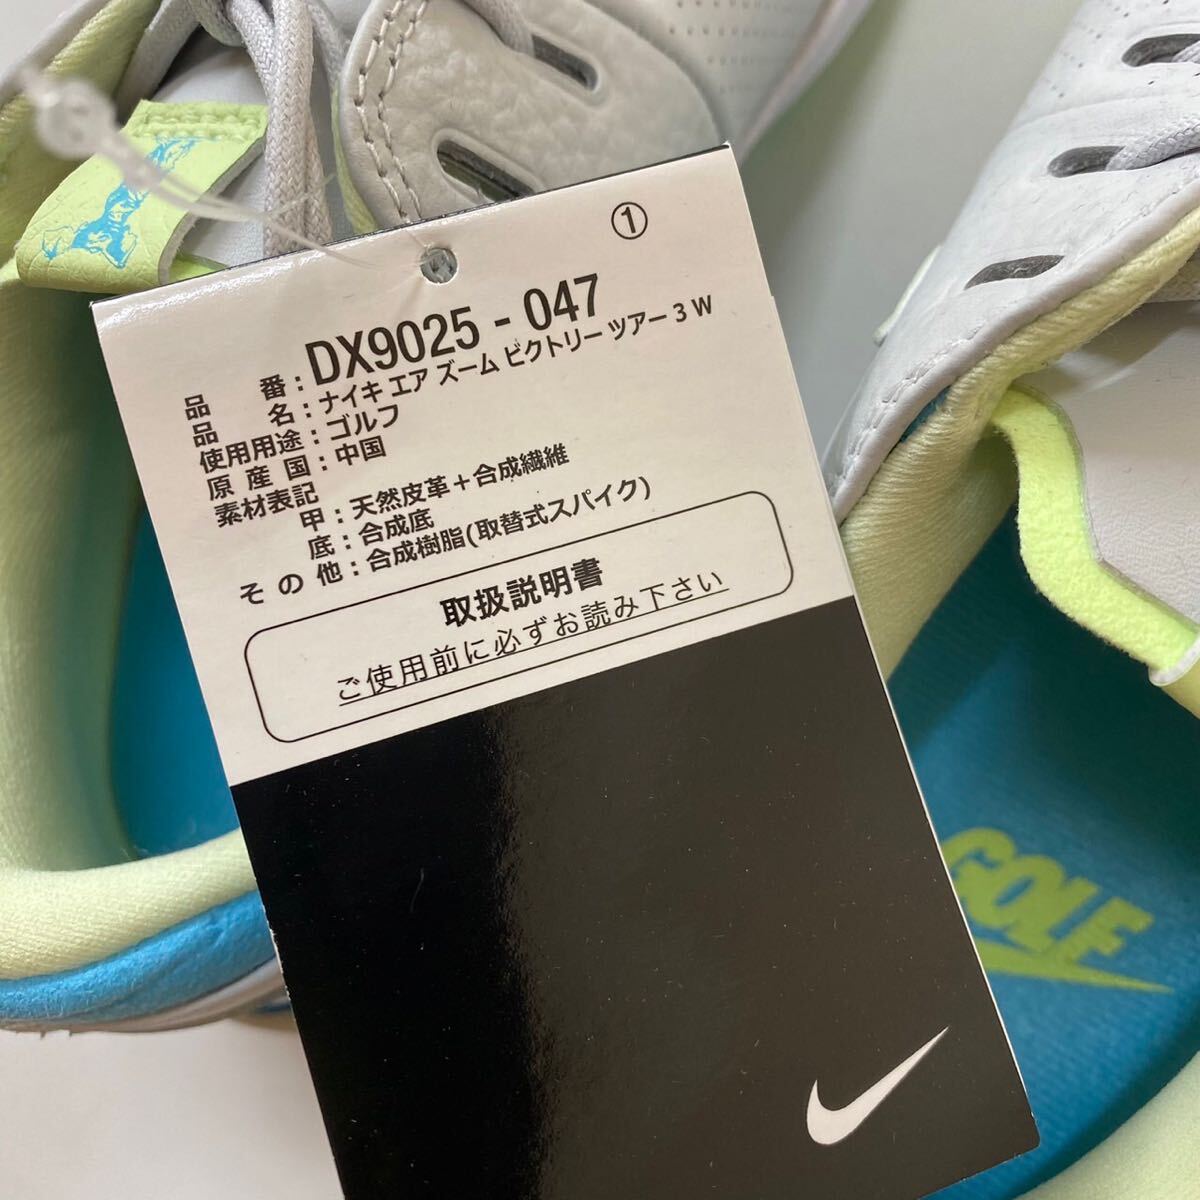 ①
品番：DX9025 - 047
品名：ナイキ エア ズーム ビクトリー ツアー 3 W
使用用途：ゴルフ
原産国：中国
素材表記
甲：天然皮革＋合成繊維
底：合成底
その他：合成樹脂(取替式スパイク)
取扱説明書
ご使用前に必ずお読み下さい
GOLF